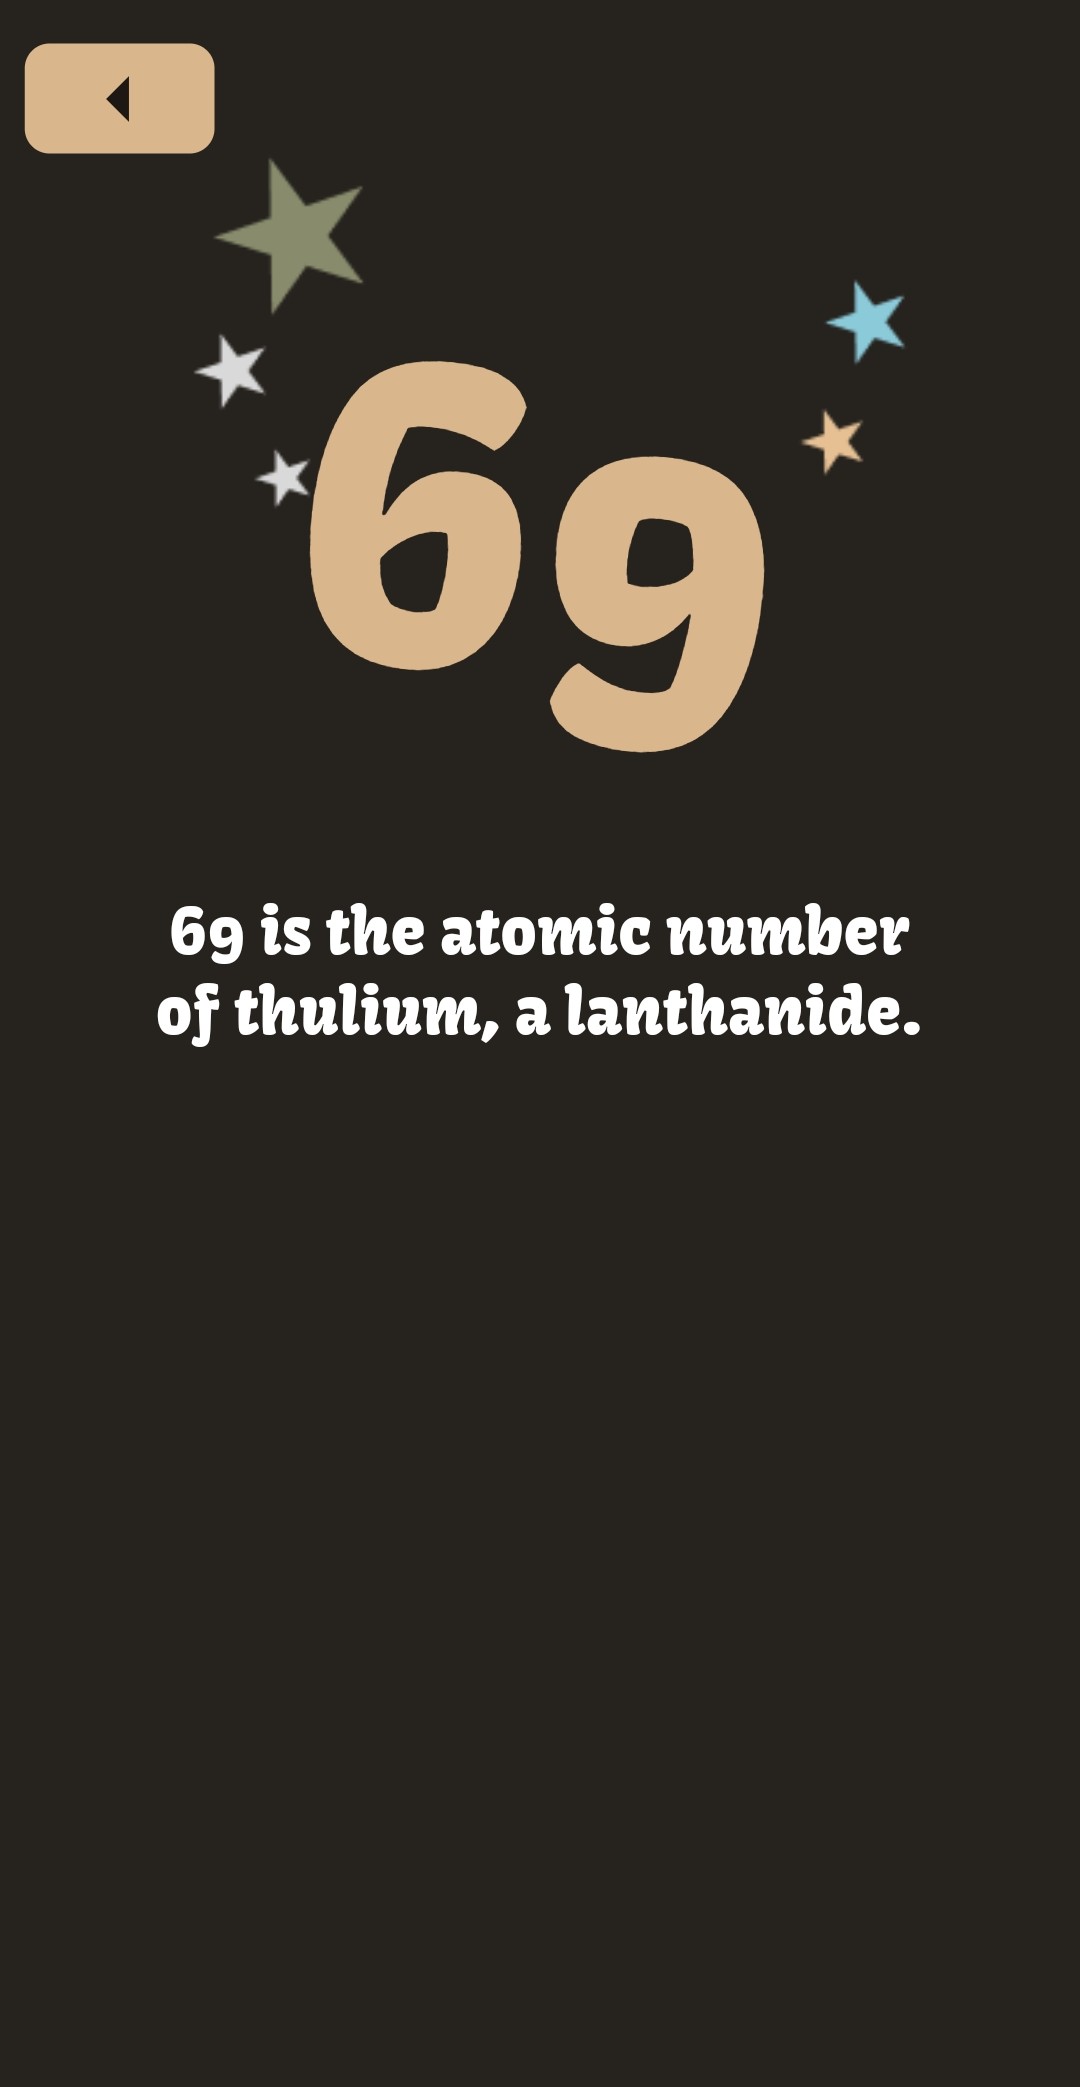 69
69 is the atomic number
of thulium, a lanthanide.